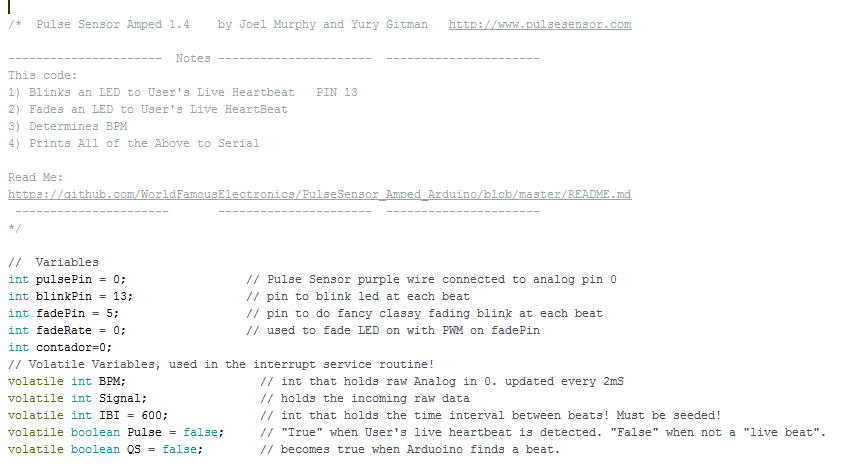 /*  Pulse Sensor Amped 1.4    by Joel Murphy and Yury Gitman   http://www.pulsesensor.com
----------------------  Notes ----------------------  ----------------------
This code:
1) Blinks an LED to User's Live Heartbeat   PIN 13
2) Fades an LED to User's Live HeartBeat
3) Determines BPM
4) Prints All of the Above to Serial
Read Me:
https://github.com/WorldFamousElectronics/PulseSensor_Amped_Arduino/blob/master/README.md
 ----------------------       ----------------------  ----------------------
*/
//  Variables
int pulsePin = 0;                 // Pulse Sensor purple wire connected to analog pin 0
int blinkPin = 13;                // pin to blink led at each beat
int fadePin = 5;                  // pin to do fancy classy fading blink at each beat
int fadeRate = 0;                 // used to fade LED on with PWM on fadePin
int contador=0;
// Volatile Variables, used in the interrupt service routine!
volatile int BPM;                   // int that holds raw Analog in 0. updated every 2mS
volatile int Signal;                // holds the incoming raw data
volatile int IBI = 600;             // int that holds the time interval between beats! Must be seeded!
volatile boolean Pulse = false;     // "True" when User's live heartbeat is detected. "False" when not a "live beat".
volatile boolean QS = false;        // becomes true when Arduoino finds a beat.